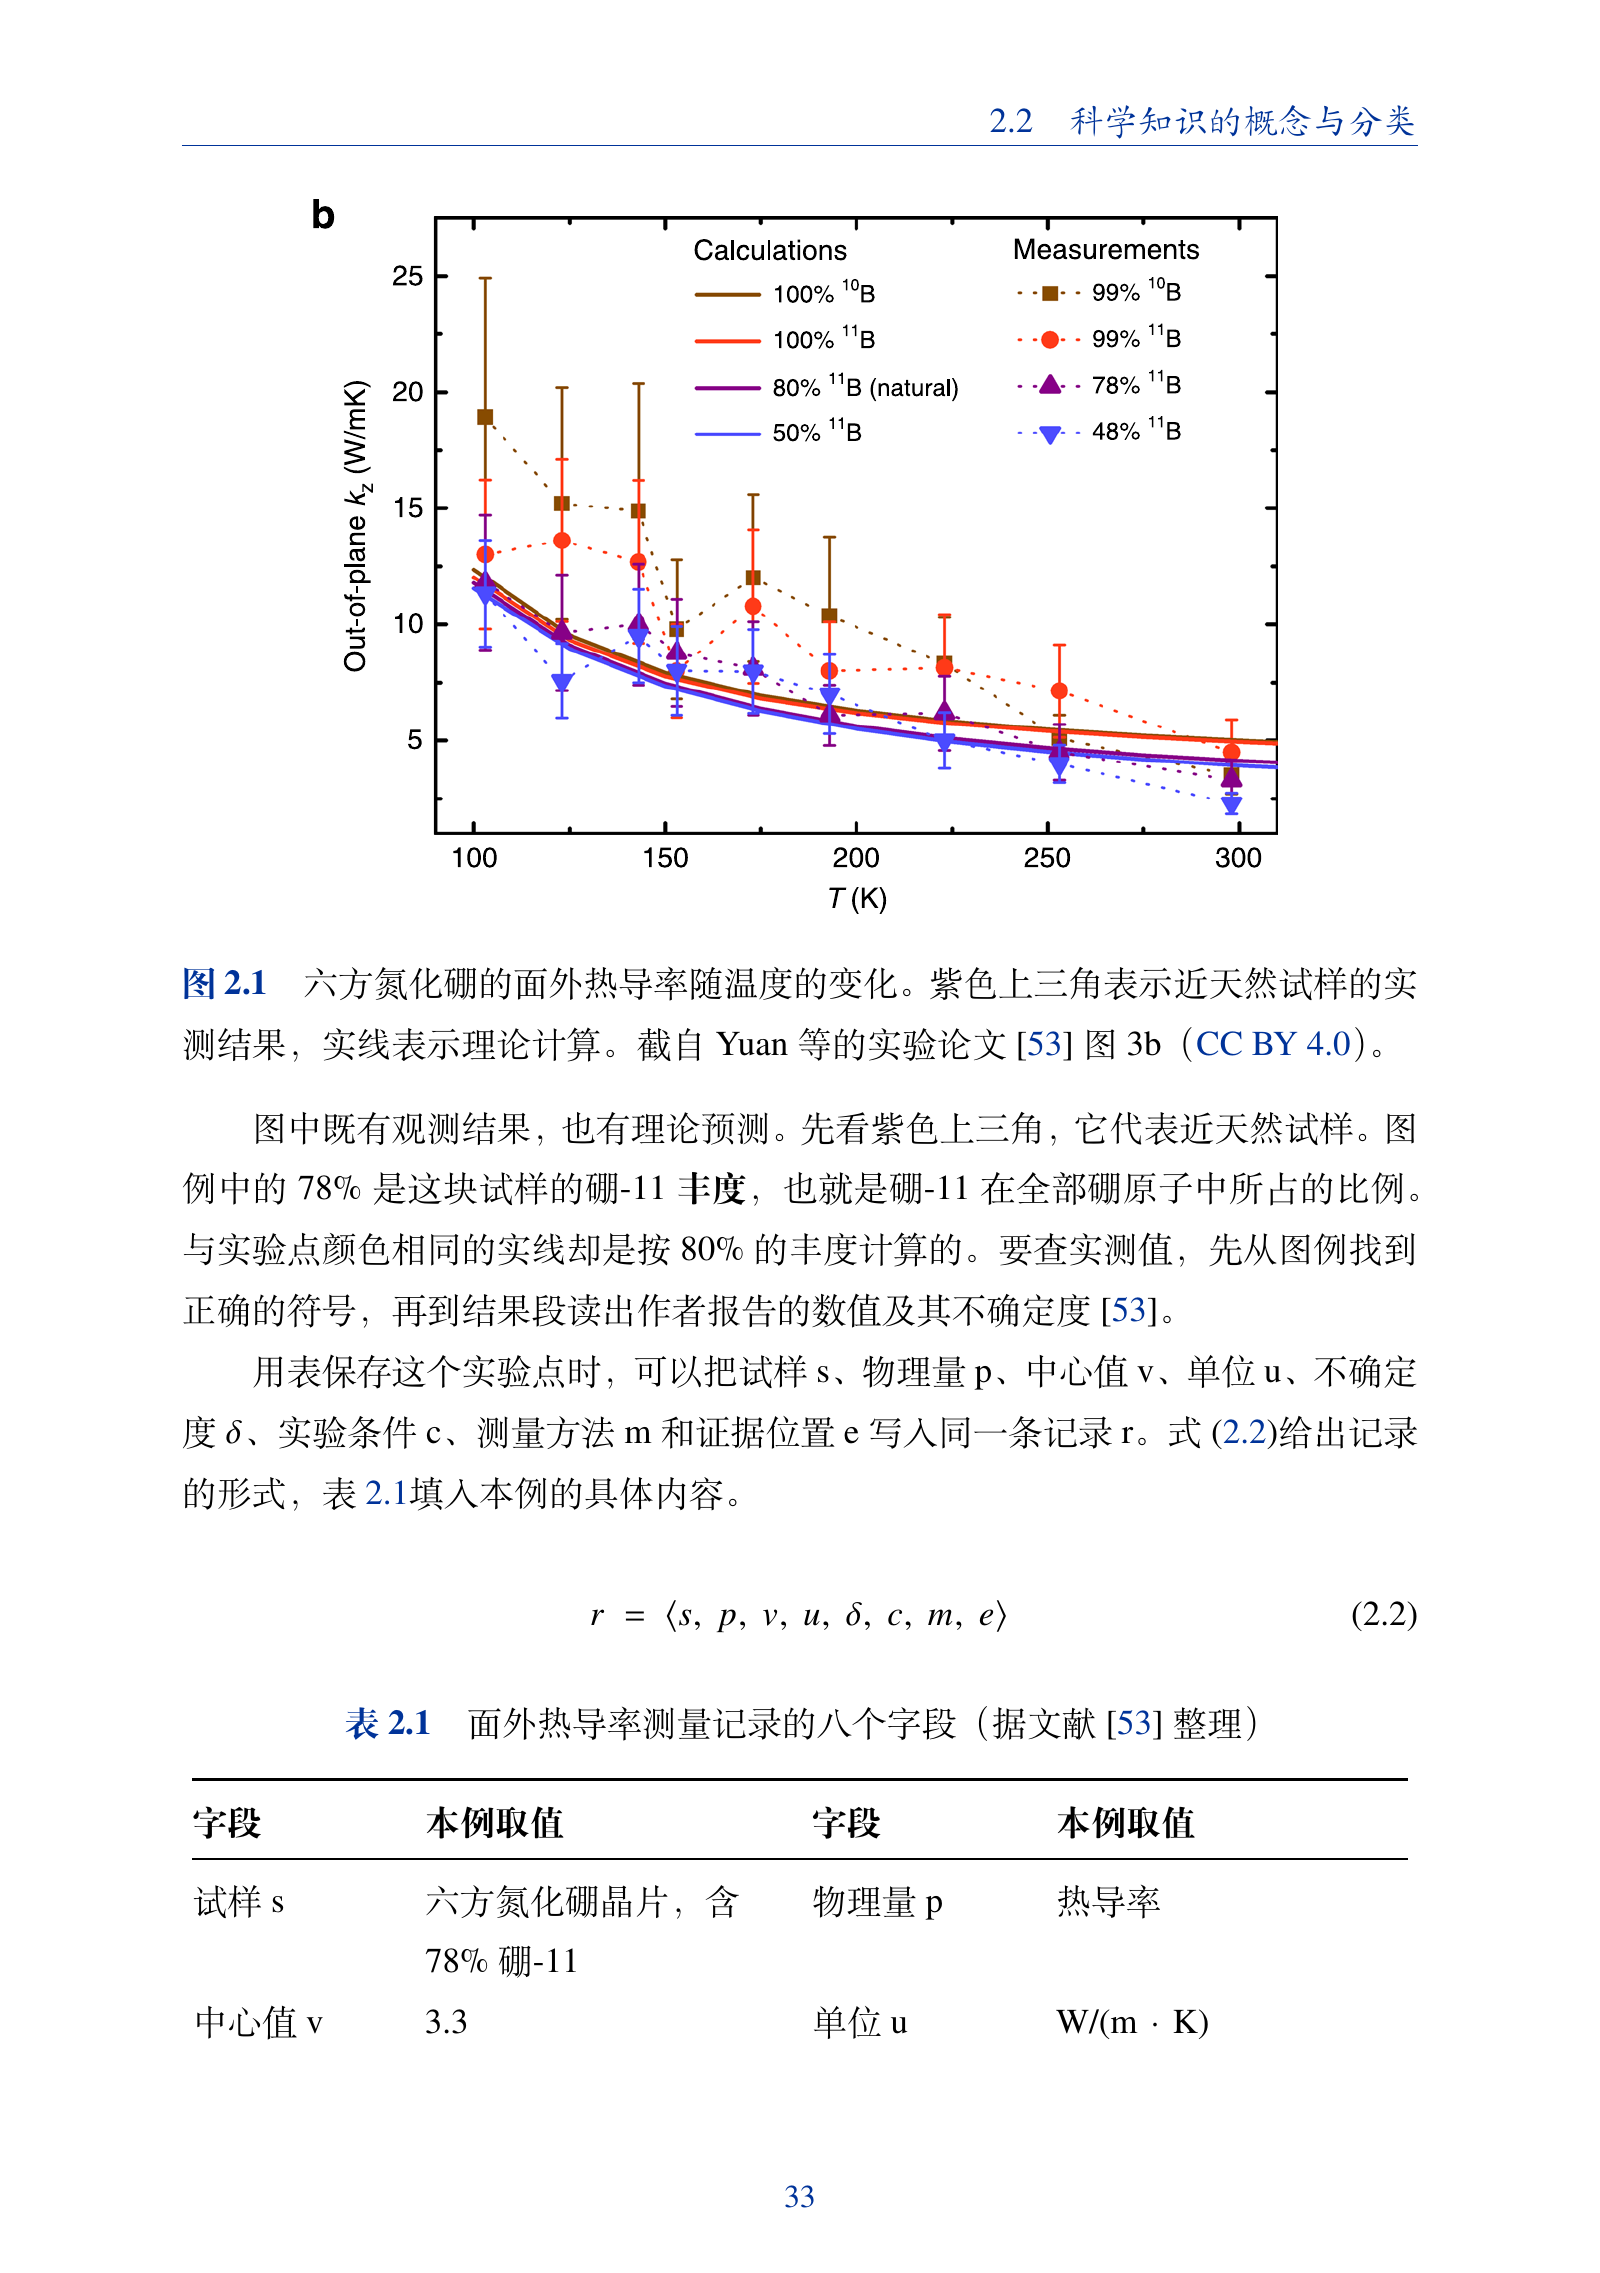 2.2 科学知识的概念与分类
b
Calculations
100% ¹⁰B
100% ¹¹B
80% ¹¹B (natural)
50% ¹¹B
Measurements
99% ¹⁰B
99% ¹¹B
78% ¹¹B
48% ¹¹B
Out-of-plane k_z (W/mK)
25
20
15
10
5
100 150 200 250 300
T (K)
图 2.1 六方氮化硼的面外热导率随温度的变化。紫色上三角表示近天然试样的实
测结果，实线表示理论计算。截自 Yuan 等的实验论文 [53] 图 3b（CC BY 4.0）。
图中既有观测结果，也有理论预测。先看紫色上三角，它代表近天然试样。图
例中的 78% 是这块试样的硼-11 丰度，也就是硼-11 在全部硼原子中所占的比例。
与实验点颜色相同的实线却是按 80% 的丰度计算的。要查实测值，先从图例找到
正确的符号，再到结果段读出作者报告的数值及其不确定度 [53]。
用表保存这个实验点时，可以把试样 s、物理量 p、中心值 v、单位 u、不确定
度 δ、实验条件 c、测量方法 m 和证据位置 e 写入同一条记录 r。式 (2.2)给出记录
的形式，表 2.1填入本例的具体内容。
r = ⟨s, p, v, u, δ, c, m, e⟩ (2.2)
表 2.1 面外热导率测量记录的八个字段（据文献 [53] 整理）
字段 本例取值 字段 本例取值
试样 s 六方氮化硼晶片，含 物理量 p 热导率
78% 硼-11
中心值 v 3.3 单位 u W/(m · K)
33